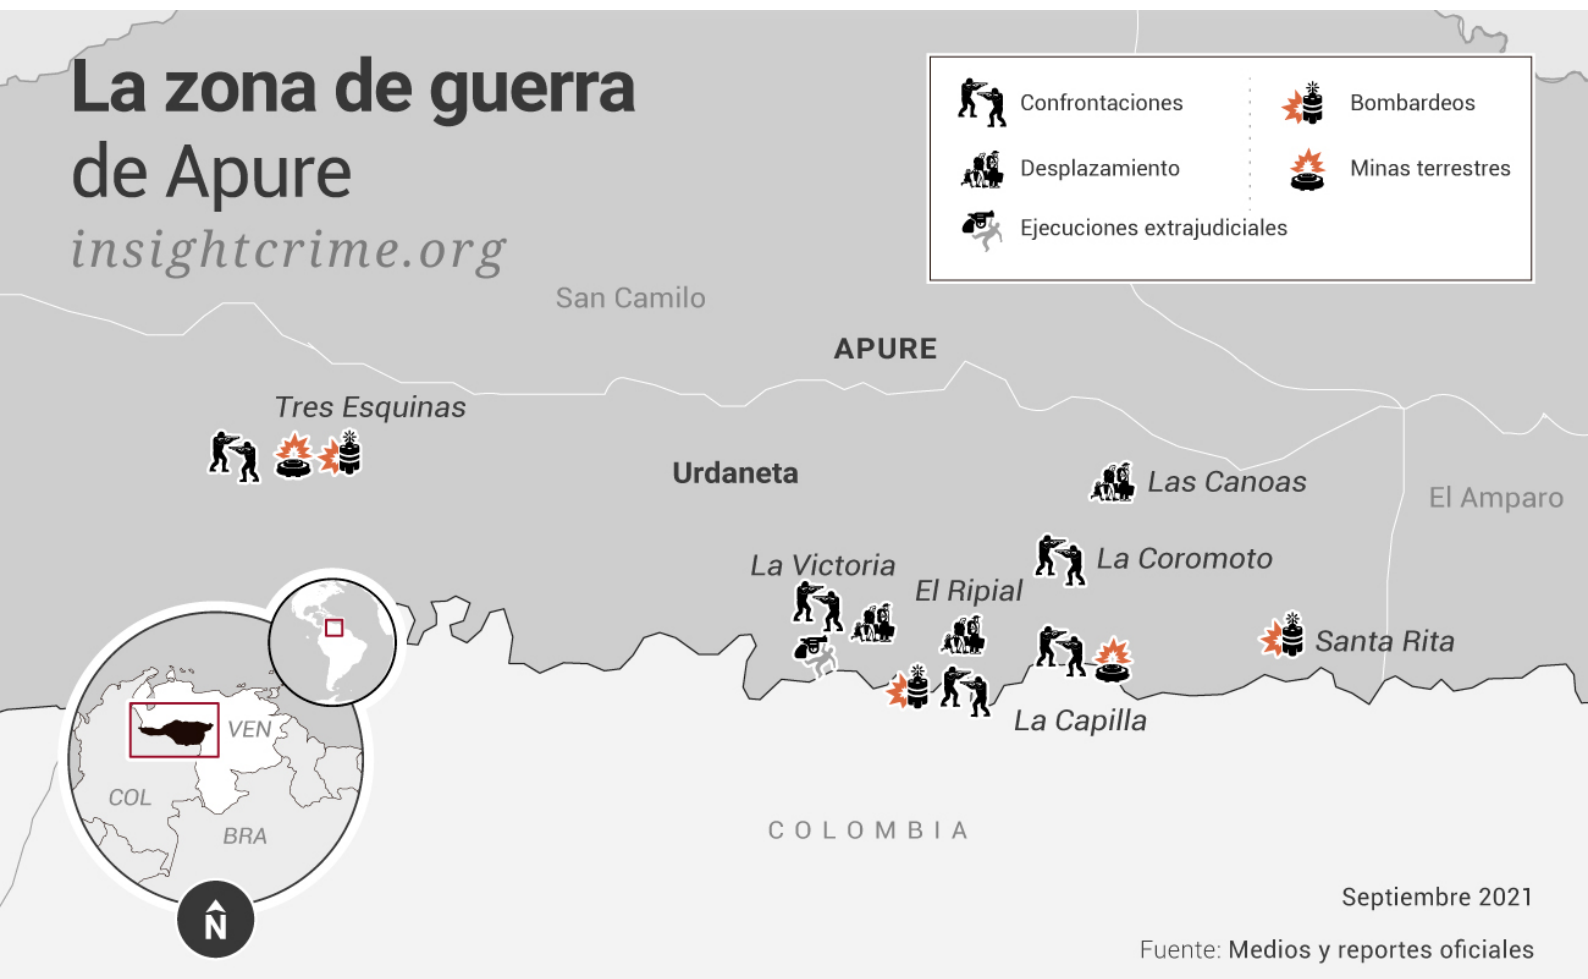 La zona de guerra
de Apure
insightcrime.org
Confrontaciones
Bombardeos
Desplazamiento
Minas terrestres
Ejecuciones extrajudiciales
San Camilo
APURE
Tres Esquinas
Urdaneta
Las Canoas
El Amparo
La Victoria
La Coromoto
El Ripial
Santa Rita
La Capilla
VEN
COL
BRA
COLOMBIA
N
Septiembre 2021
Fuente: Medios y reportes oficiales